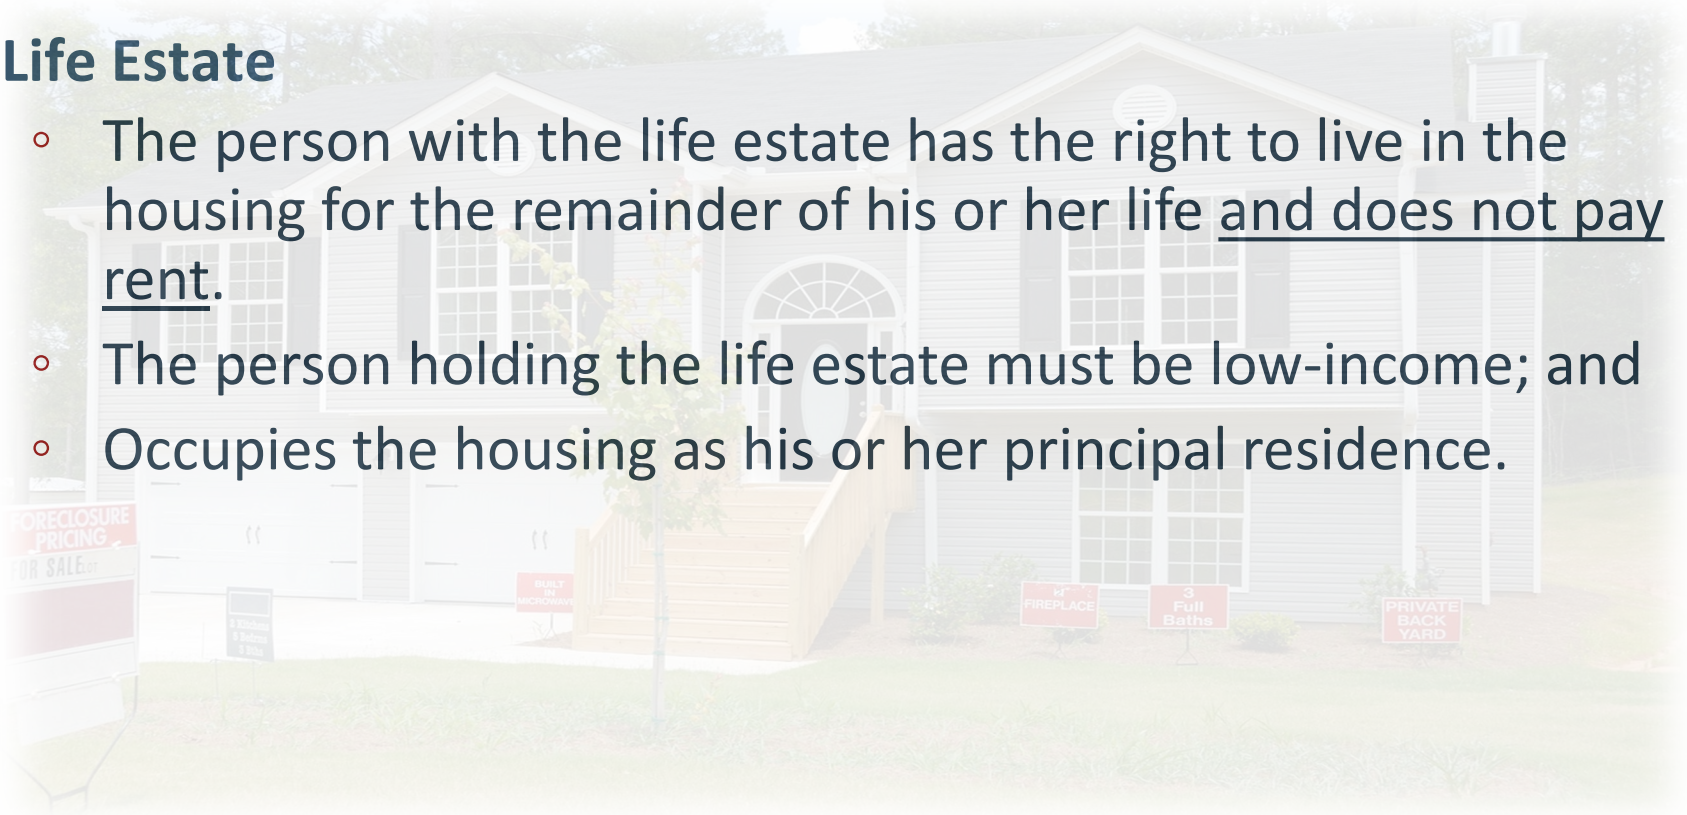 Life Estate
◦ The person with the life estate has the right to live in the
housing for the remainder of his or her life and does not pay
rent.
◦ The person holding the life estate must be low-income; and
◦ Occupies the housing as his or her principal residence.
FORECLOSURE
PRICING
FOR SALE
BUILT
IN
MICROWAVE
FIREPLACE
3
Full
Baths
PRIVATE
BACK
YARD